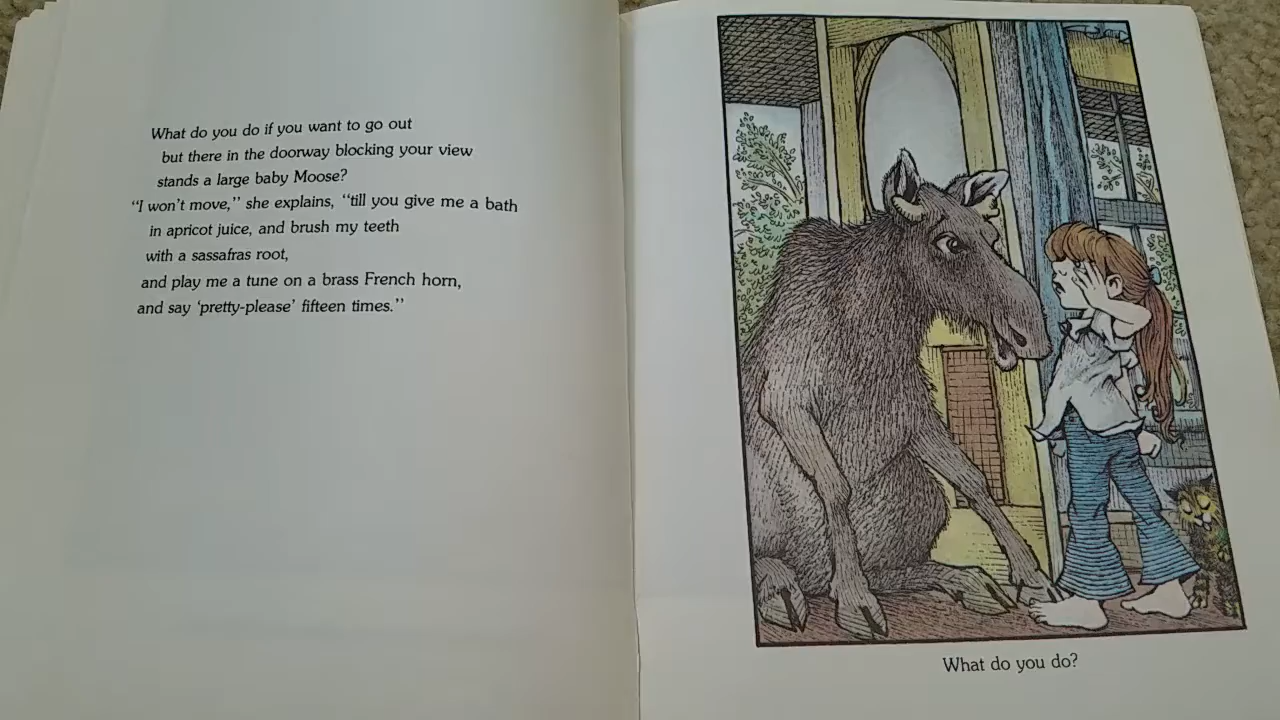 What do you do if you want to go out
but there in the doorway blocking your view
stands a large baby Moose?
“I won’t move,” she explains, “till you give me a bath
in apricot juice, and brush my teeth
with a sassafras root,
and play me a tune on a brass French horn,
and say ‘pretty-please’ fifteen times.”
What do you do?